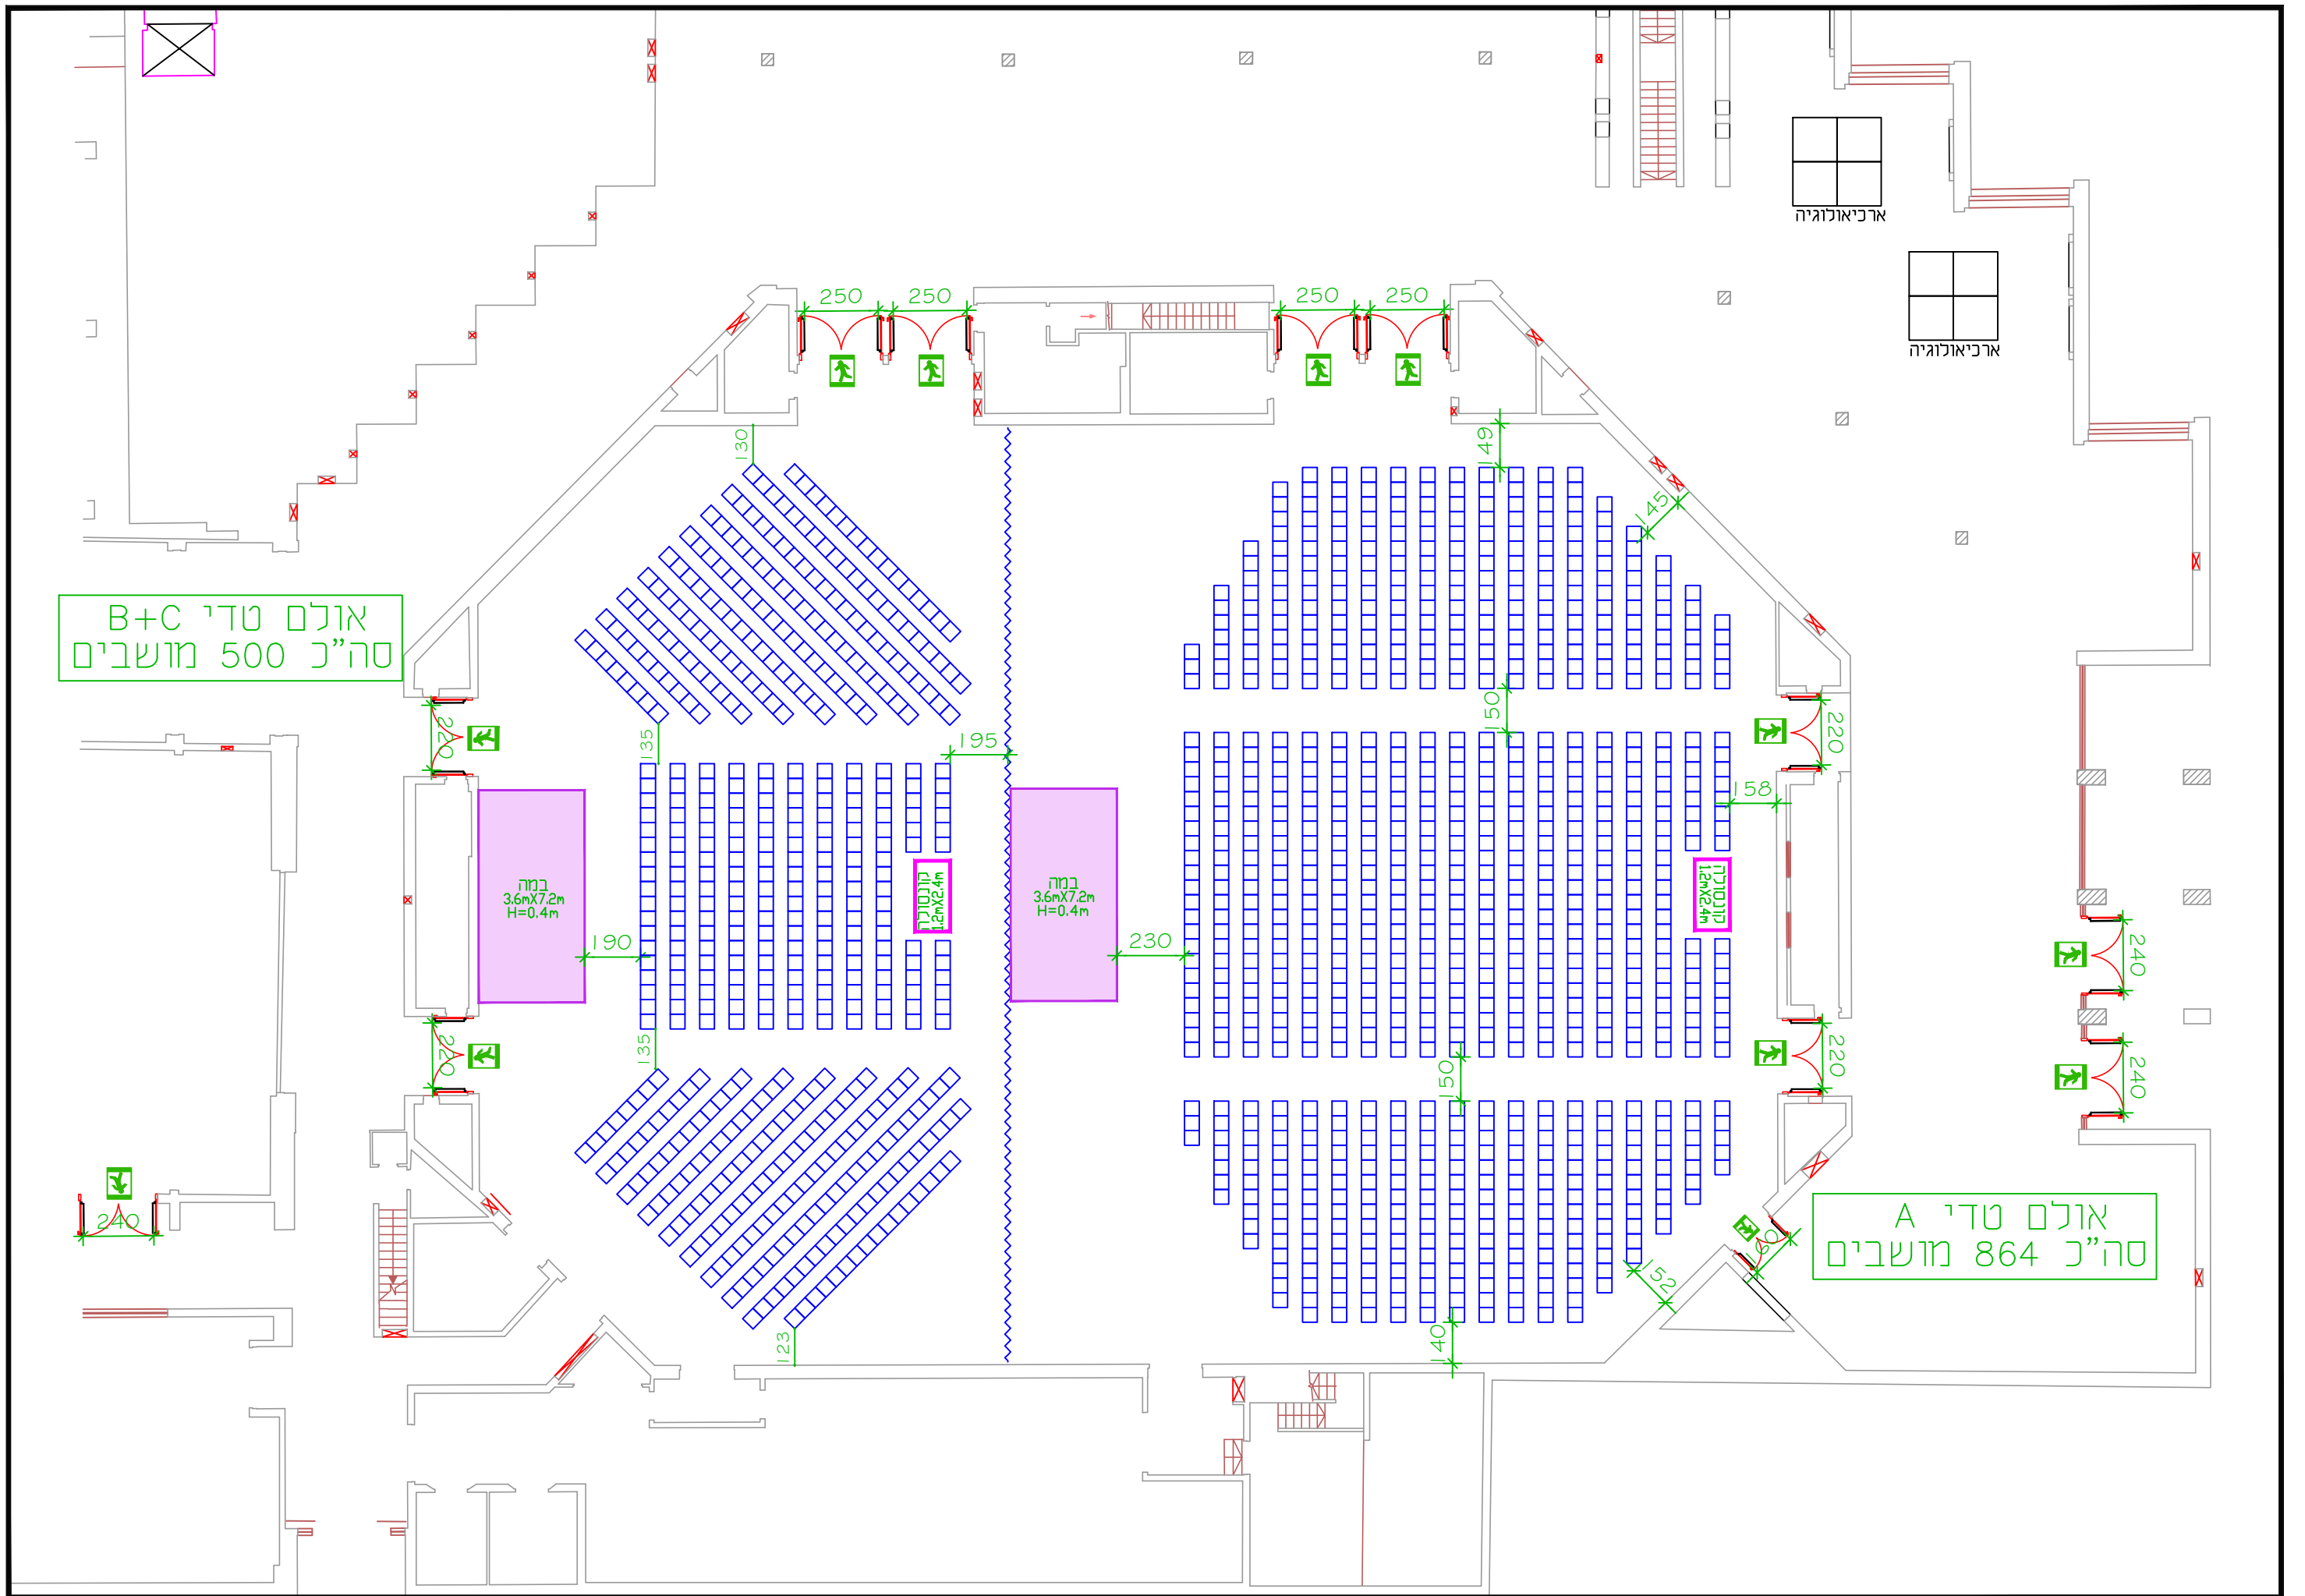 ארכיאולוגיה
ארכיאולוגיה
250
250
250
250
130
149
145
אולם טדי B+C
סה"כ 500 מושבים
220
135
195
150
220
158
במה
3.6mX7.2m
H=0.4m
קונסולה
1.2mX2.4m
במה
3.6mX7.2m
H=0.4m
קונסולה
1.2mX2.4m
190
230
240
220
135
150
220
240
240
160
אולם טדי A
סה"כ 864 מושבים
152
123
140